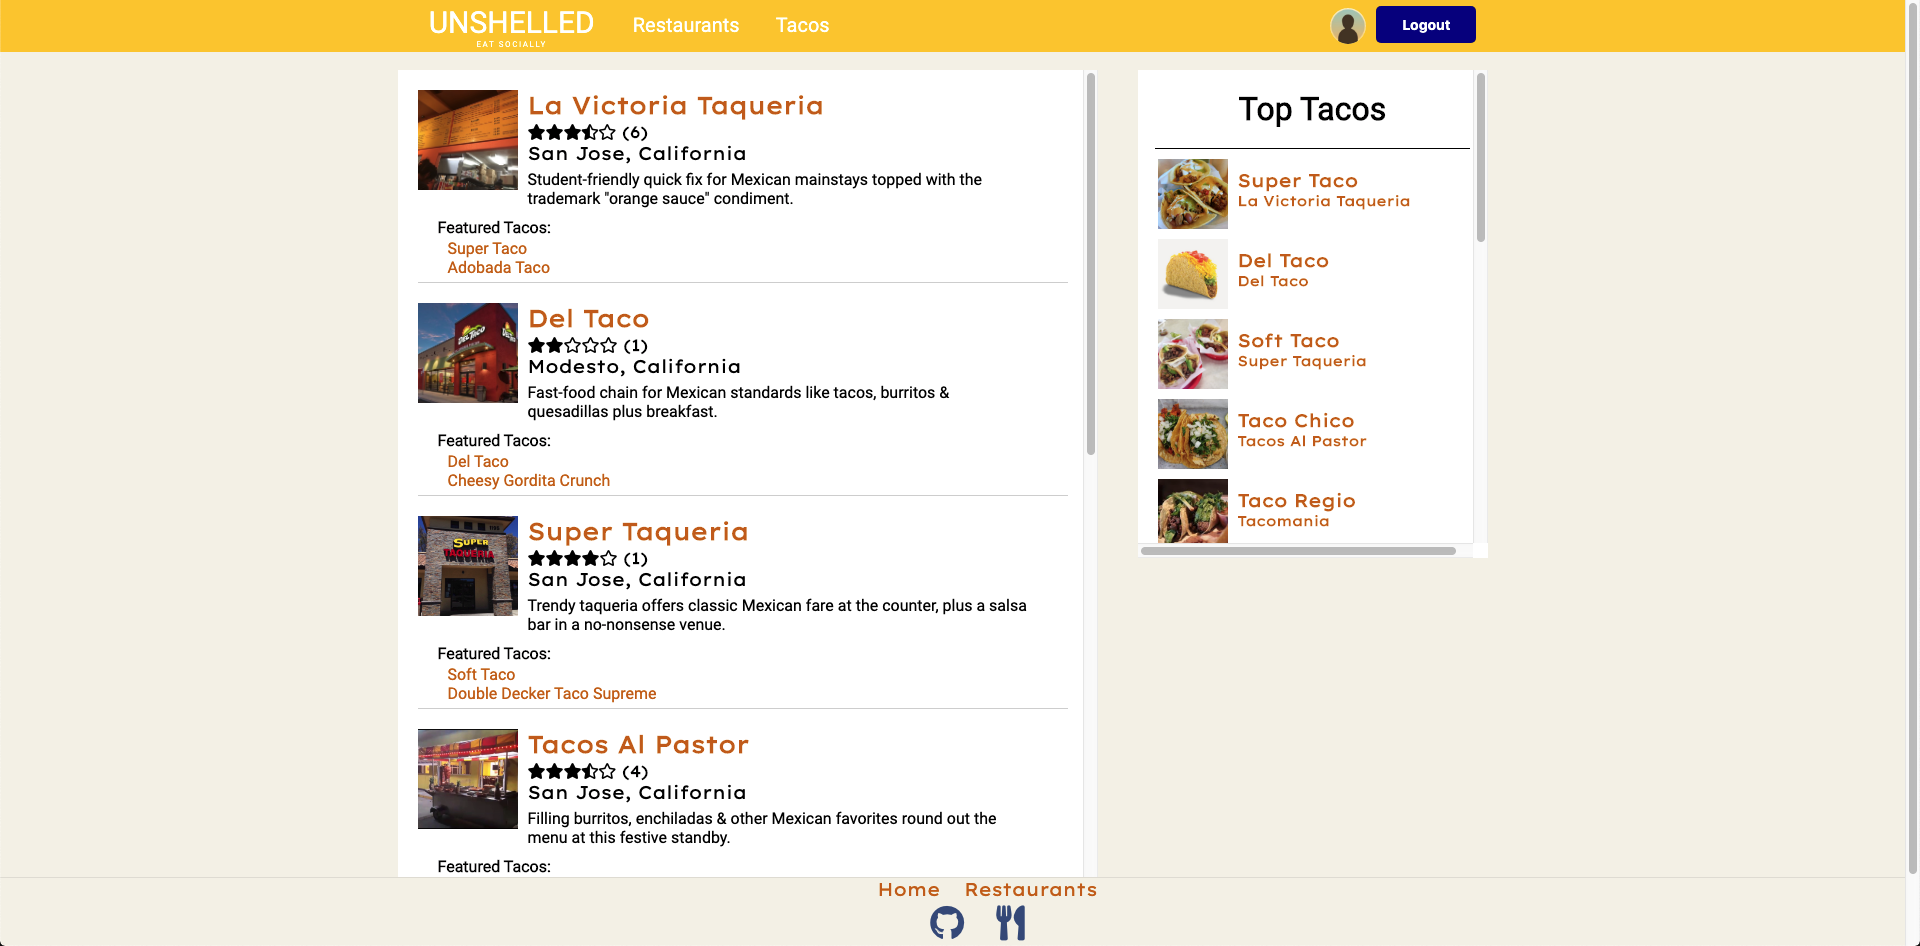 UNSHELLED
EAT SOCIALLY
Restaurants
Tacos
Logout
La Victoria Taqueria
(6)
San Jose, California
Student-friendly quick fix for Mexican mainstays topped with the
trademark "orange sauce" condiment.
Featured Tacos:
Super Taco
Adobada Taco
Del Taco
(1)
Modesto, California
Fast-food chain for Mexican standards like tacos, burritos &
quesadillas plus breakfast.
Featured Tacos:
Del Taco
Cheesy Gordita Crunch
SUPER
TAQUERIA
Super Taqueria
(1)
San Jose, California
Trendy taqueria offers classic Mexican fare at the counter, plus a salsa
bar in a no-nonsense venue.
Featured Tacos:
Soft Taco
Double Decker Taco Supreme
Tacos Al Pastor
(4)
San Jose, California
Filling burritos, enchiladas & other Mexican favorites round out the
menu at this festive standby.
Featured Tacos:
Top Tacos
Super Taco
La Victoria Taqueria
Del Taco
Del Taco
Soft Taco
Super Taqueria
Taco Chico
Tacos Al Pastor
Taco Regio
Tacomania
Home
Restaurants